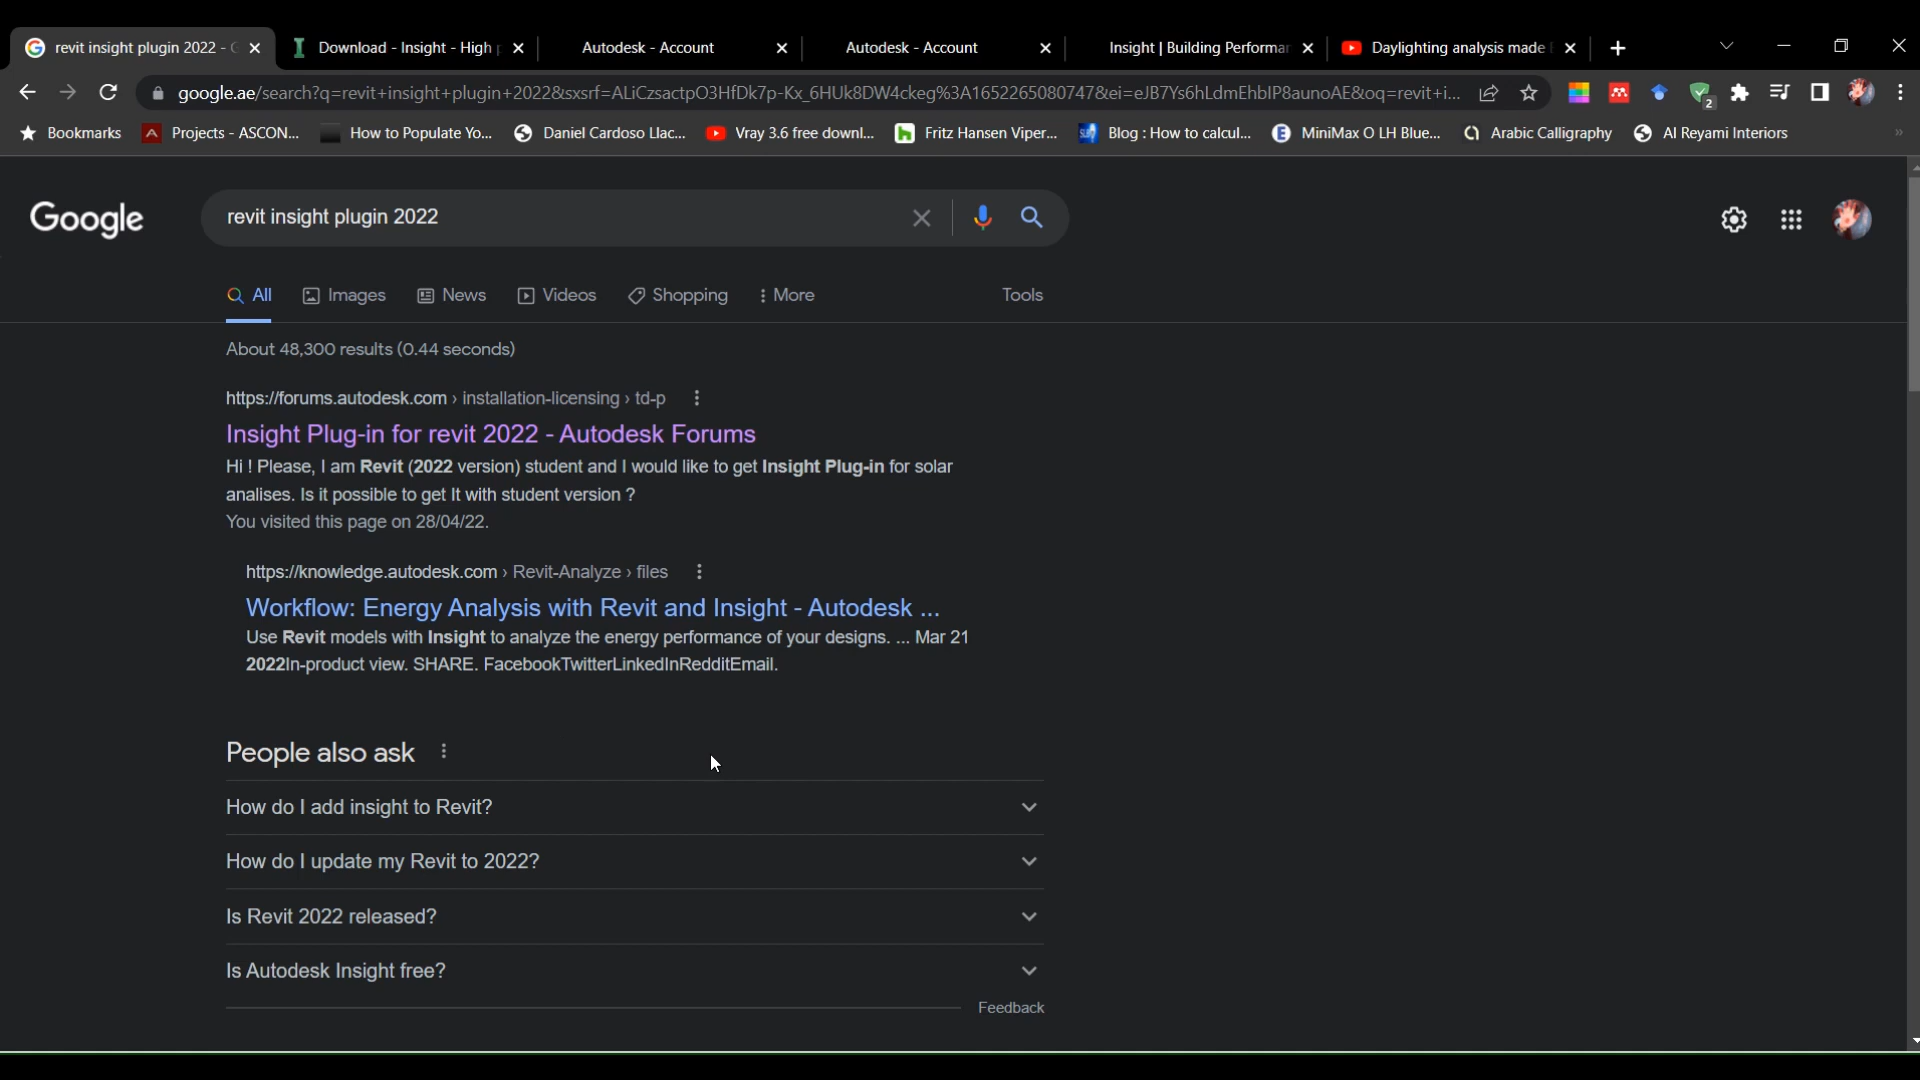 revit insight plugin 2022 -
Download - Insight - High
Autodesk - Account
Autodesk - Account
Insight | Building Performar
Daylighting analysis made
google.ae/search?q=revit+insight+plugin+2022&sxsrf=ALiCzsactpO3HfDk7p-Kx_6HUk8DW4ckeg%3A1652265080747&ei=eJB7Ys6hLdmEhbIP8aunoAE&oq=revit+i...
2
Bookmarks
Projects - ASCON...
How to Populate Yo...
Daniel Cardoso Llac...
Vray 3.6 free downl...
Fritz Hansen Viper...
Blog : How to calcul...
MiniMax O LH Blue...
Arabic Calligraphy
Al Reyami Interiors
Google
revit insight plugin 2022
All
Images
News
Videos
Shopping
More
Tools
About 48,300 results (0.44 seconds)
https://forums.autodesk.com › installation-licensing › td-p
Insight Plug-in for revit 2022 - Autodesk Forums
Hi ! Please, I am Revit (2022 version) student and I would like to get Insight Plug-in for solar
analises. Is it possible to get It with student version ?
You visited this page on 28/04/22.
https://knowledge.autodesk.com › Revit-Analyze › files
Workflow: Energy Analysis with Revit and Insight - Autodesk ...
Use Revit models with Insight to analyze the energy performance of your designs. ... Mar 21
2022In-product view. SHARE. FacebookTwitterLinkedInRedditEmail.
People also ask
How do I add insight to Revit?
How do I update my Revit to 2022?
Is Revit 2022 released?
Is Autodesk Insight free?
Feedback